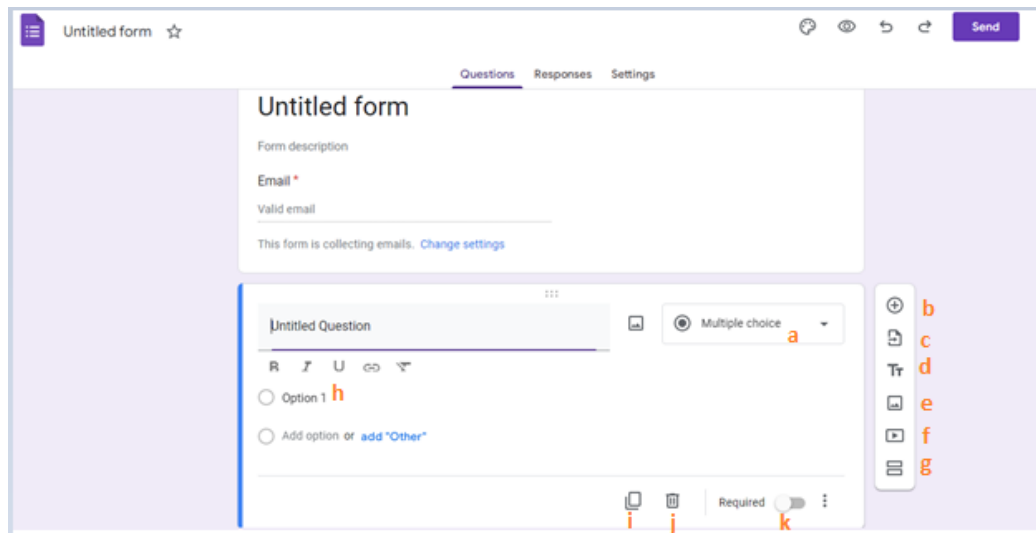 Untitled form
Send
Questions Responses Settings
Untitled form
Form description
Email *
Valid email
This form is collecting emails. Change settings
Untitled Question
Multiple choice
a
b
c
Tт d
e
f
g
B I U
Option 1 h
Add option or add "Other"
Required
i
j
k